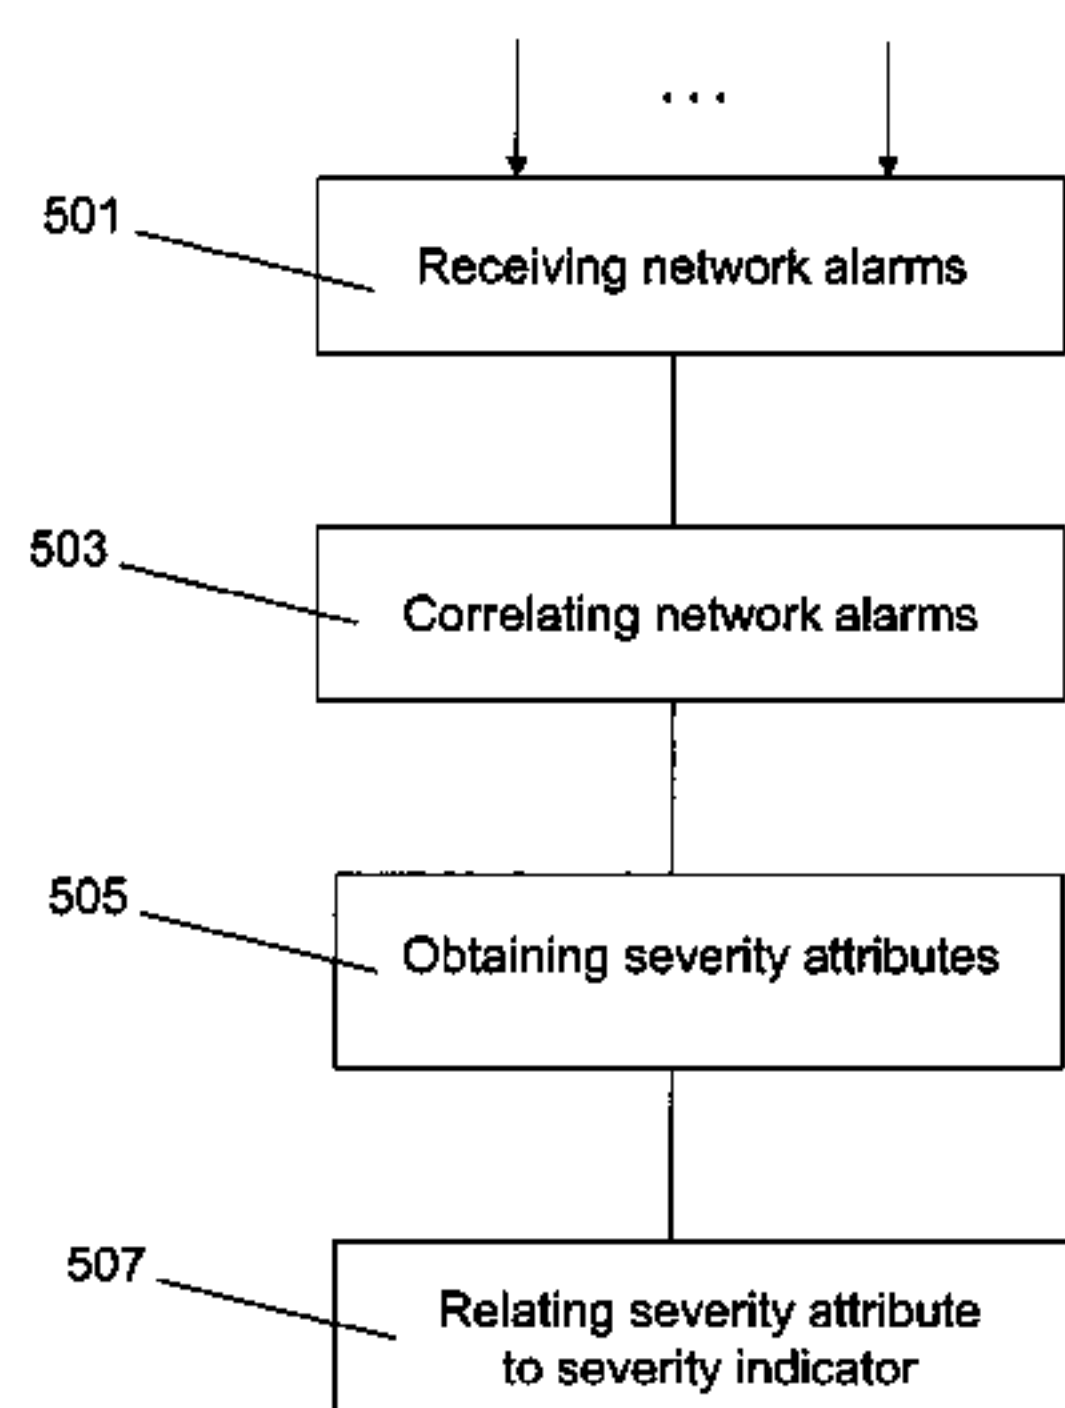 ...
501
Receiving network alarms
503
Correlating network alarms
505
Obtaining severity attributes
507
Relating severity attribute
to severity indicator